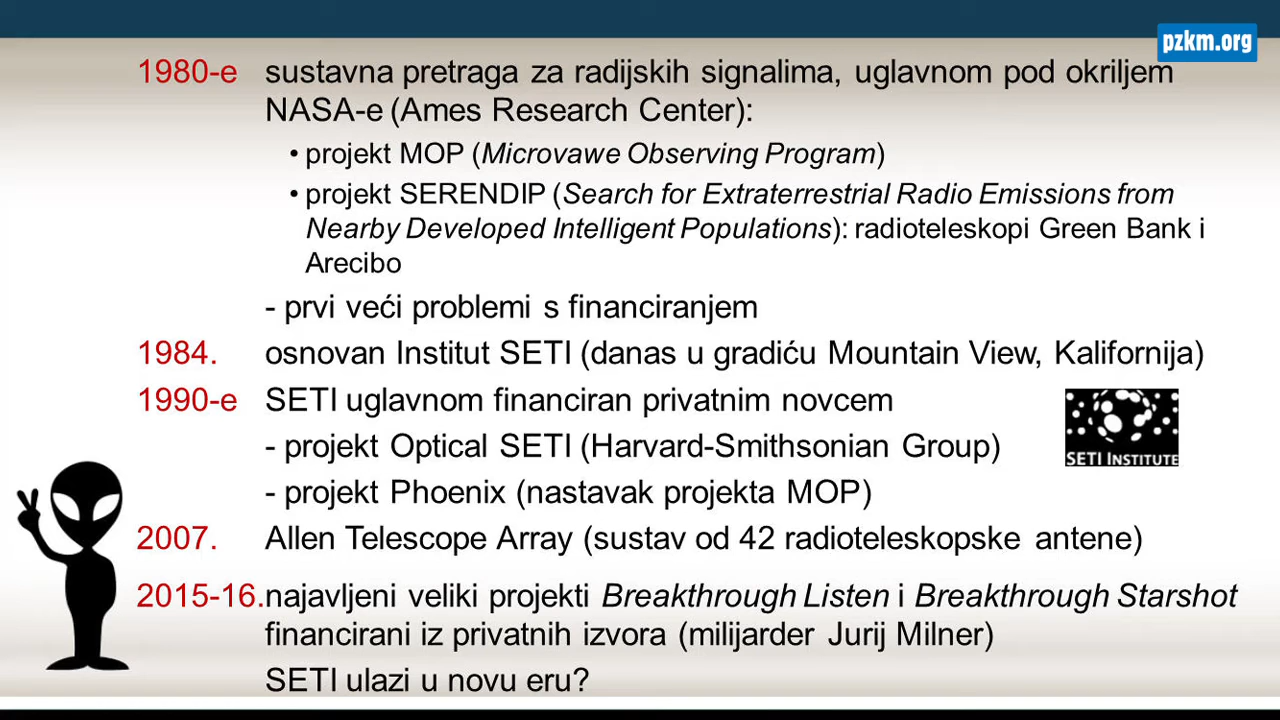 pzkm.org
1980-e sustavna pretraga za radijskih signalima, uglavnom pod okriljem
NASA-e (Ames Research Center):
• projekt MOP (Microvawe Observing Program)
• projekt SERENDIP (Search for Extraterrestrial Radio Emissions from
Nearby Developed Intelligent Populations): radioteleskopi Green Bank i
Arecibo
- prvi veći problemi s financiranjem
1984. osnovan Institut SETI (danas u gradiću Mountain View, Kalifornija)
1990-e SETI uglavnom financiran privatnim novcem
- projekt Optical SETI (Harvard-Smithsonian Group)
SETI INSTITUTE
- projekt Phoenix (nastavak projekta MOP)
2007. Allen Telescope Array (sustav od 42 radioteleskopske antene)
2015-16. najavljeni veliki projekti Breakthrough Listen i Breakthrough Starshot
financirani iz privatnih izvora (milijarder Jurij Milner)
SETI ulazi u novu eru?